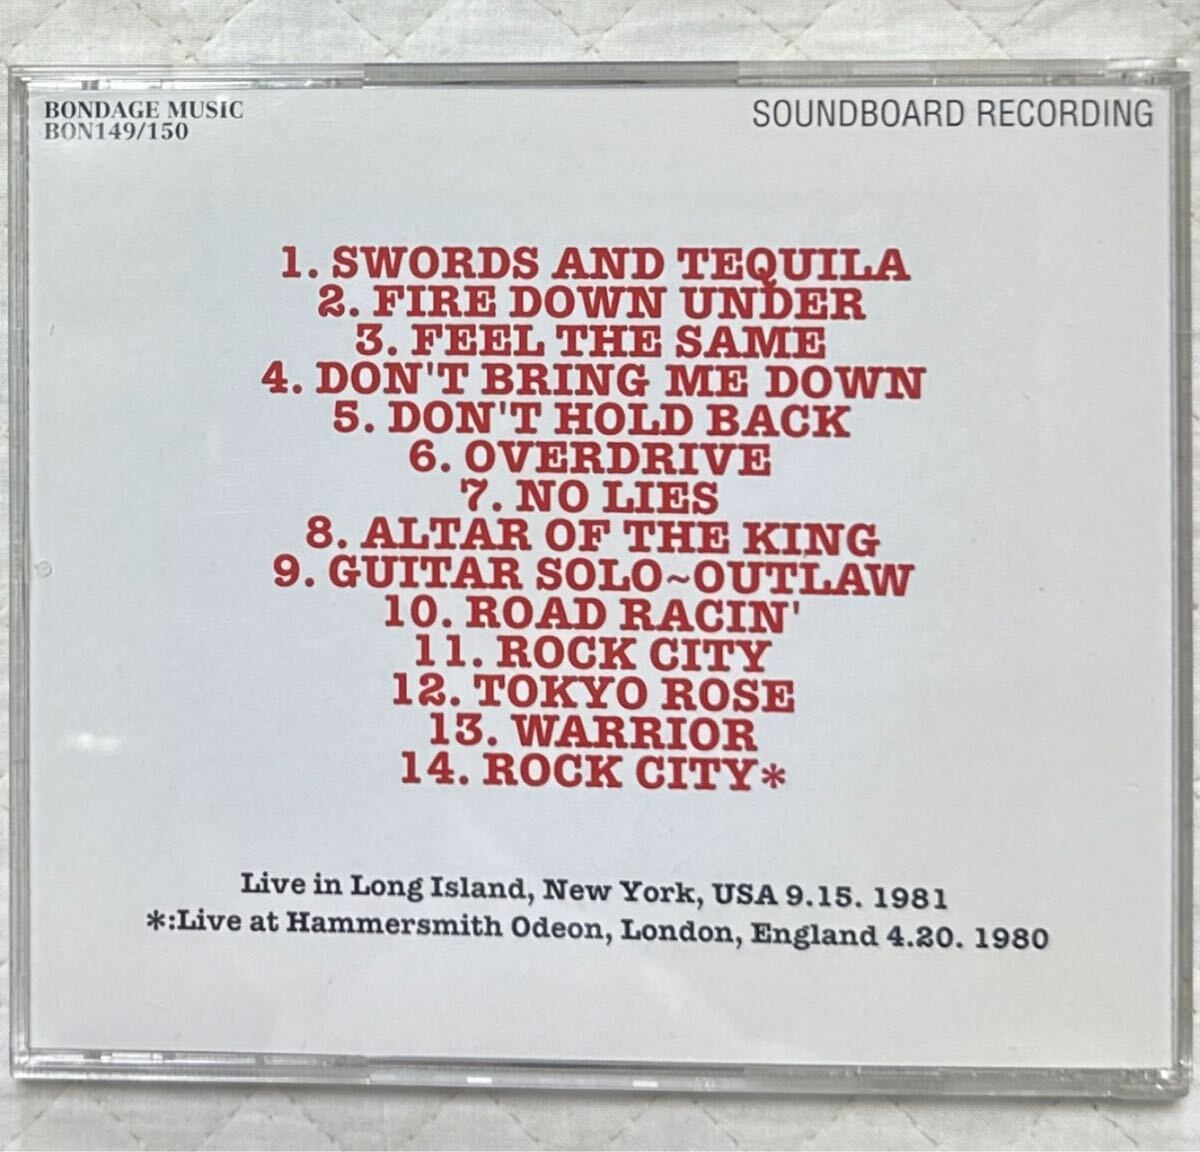 BONDAGE MUSIC
BON149/150
SOUNDBOARD RECORDING
1. SWORDS AND TEQUILA
2. FIRE DOWN UNDER
3. FEEL THE SAME
4. DON'T BRING ME DOWN
5. DON'T HOLD BACK
6. OVERDRIVE
7. NO LIES
8. ALTAR OF THE KING
9. GUITAR SOLO~OUTLAW
10. ROAD RACIN'
11. ROCK CITY
12. TOKYO ROSE
13. WARRIOR
14. ROCK CITY*
Live in Long Island, New York, USA 9.15. 1981
*:Live at Hammersmith Odeon, London, England 4.20. 1980